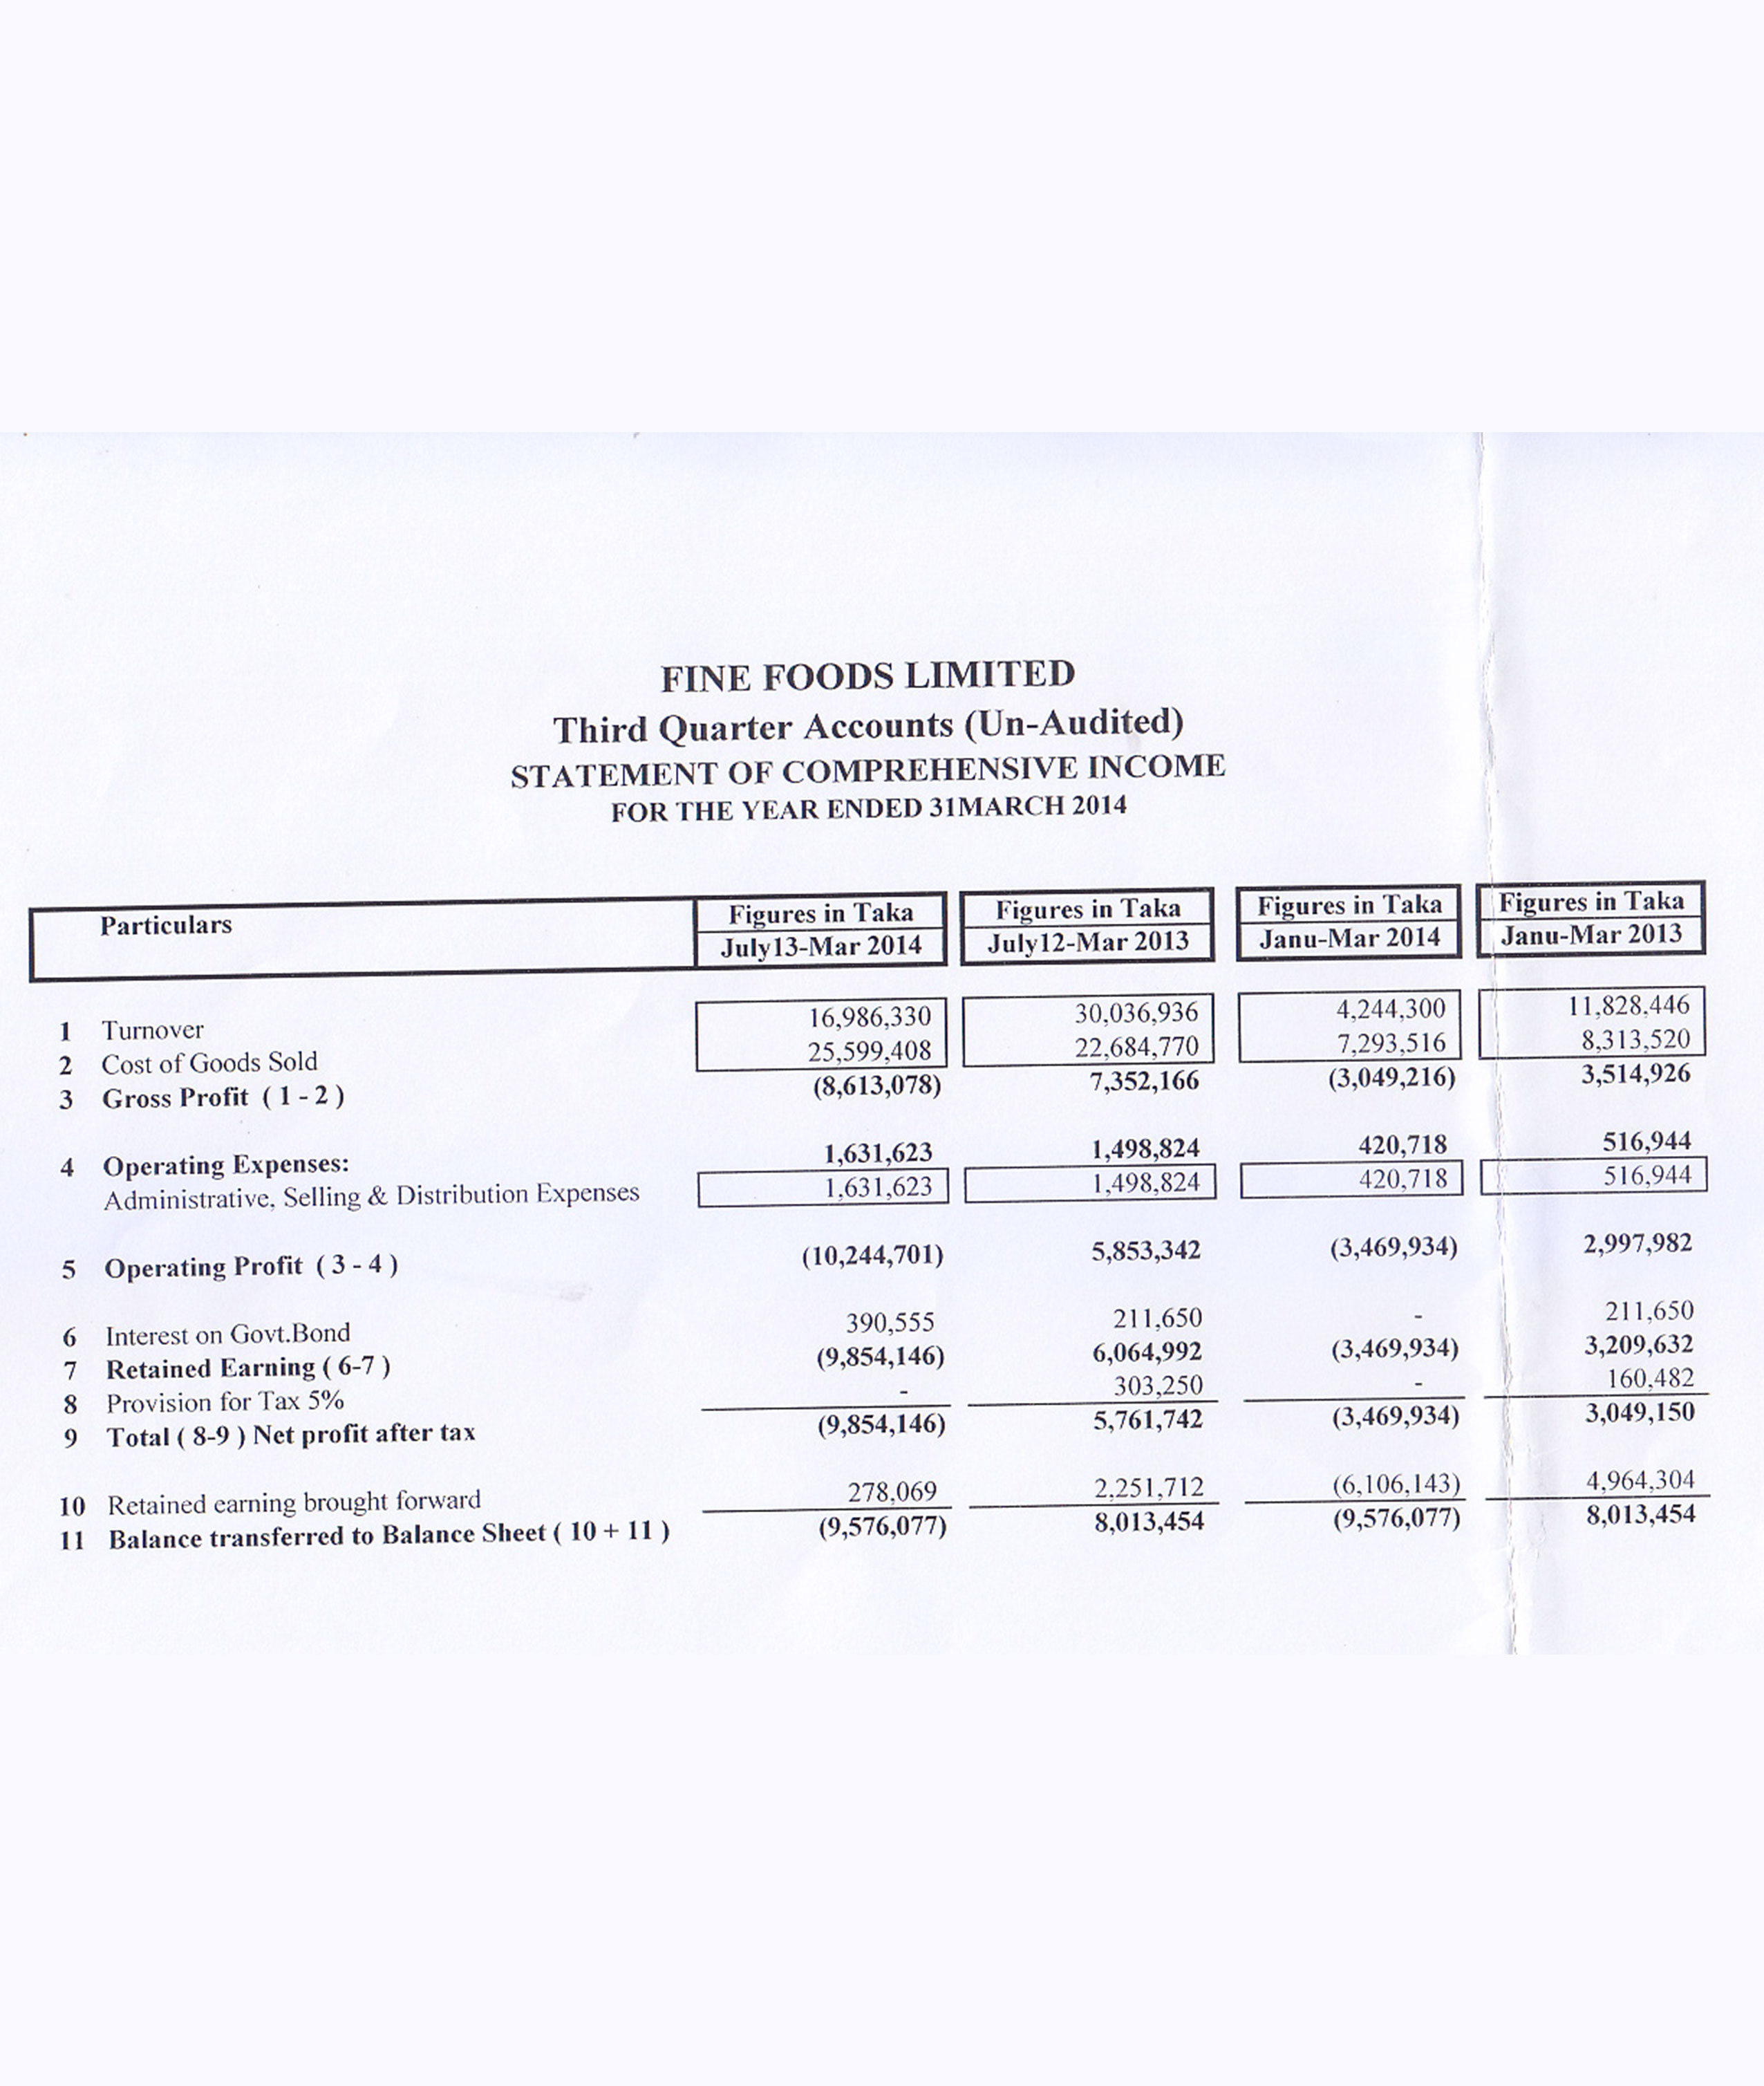 FINE FOODS LIMITED
Third Quarter Accounts (Un-Audited)
STATEMENT OF COMPREHENSIVE INCOME
FOR THE YEAR ENDED 31MARCH 2014
Particulars Figures in Taka Figures in Taka Figures in Taka Figures in Taka
July13-Mar 2014 July12-Mar 2013 Janu-Mar 2014 Janu-Mar 2013
1 Turnover 16,986,330 30,036,936 4,244,300 11,828,446
2 Cost of Goods Sold 25,599,408 22,684,770 7,293,516 8,313,520
3 Gross Profit ( 1 - 2 ) (8,613,078) 7,352,166 (3,049,216) 3,514,926
4 Operating Expenses: 1,631,623 1,498,824 420,718 516,944
Administrative, Selling & Distribution Expenses 1,631,623 1,498,824 420,718 516,944
5 Operating Profit ( 3 - 4 ) (10,244,701) 5,853,342 (3,469,934) 2,997,982
6 Interest on Govt.Bond 390,555 211,650 - 211,650
7 Retained Earning ( 6-7 ) (9,854,146) 6,064,992 (3,469,934) 3,209,632
8 Provision for Tax 5% - 303,250 - 160,482
9 Total ( 8-9 ) Net profit after tax (9,854,146) 5,761,742 (3,469,934) 3,049,150
10 Retained earning brought forward 278,069 2,251,712 (6,106,143) 4,964,304
11 Balance transferred to Balance Sheet ( 10 + 11 ) (9,576,077) 8,013,454 (9,576,077) 8,013,454